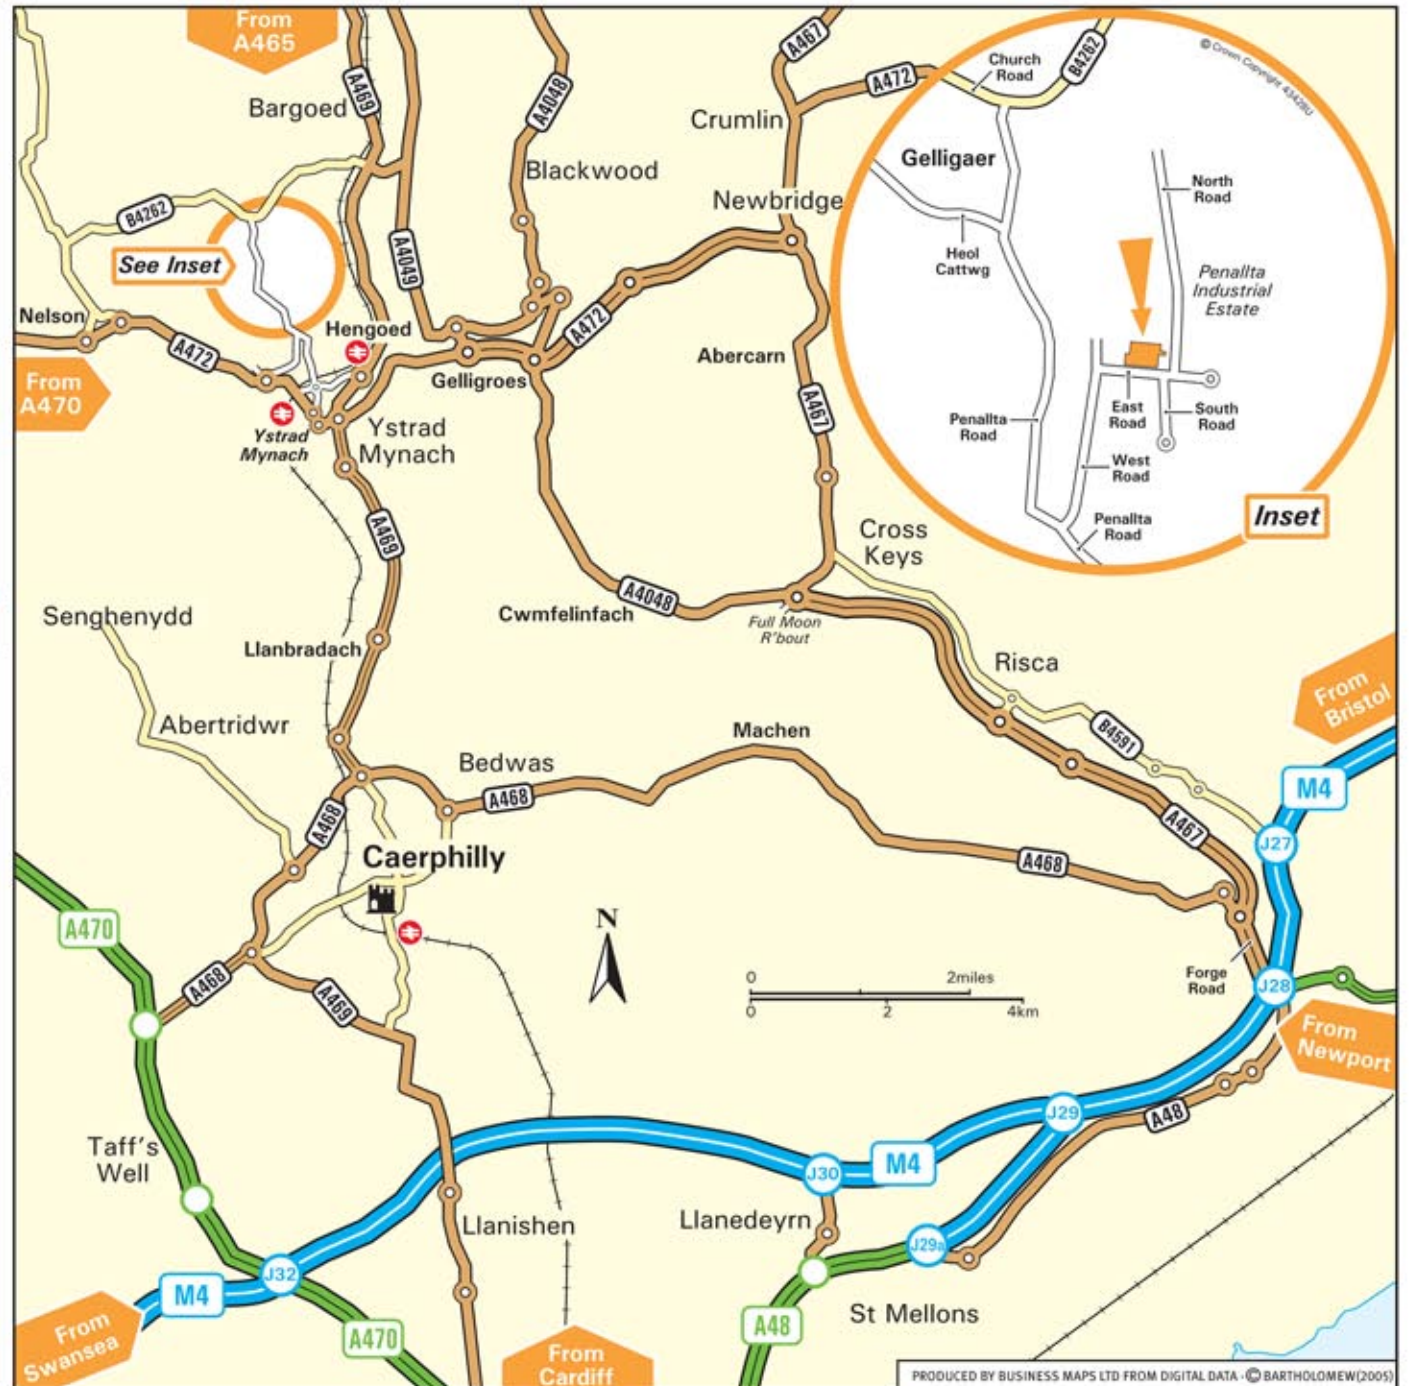 From
A465
A467
Church
Road
B4262
© Crown Copyright 43428U
A469
Bargoed
A4048
A472
Crumlin
Gelligaer
Blackwood
North
Road
Newbridge
B4262
Heol
Cattwg
See Inset
A4049
Penallta
Industrial
Estate
Nelson
Hengoed
A472
A472
Abercarn
From
A470
Gelligroes
A467
East
Road
South
Road
Penallta
Road
Ystrad
Mynach
Ystrad
Mynach
West
Road
Inset
A469
Cross
Keys
Penallta
Road
Senghenydd
A4048
Cwmfelinfach
Full Moon
R'bout
Llanbradach
Risca
From
Bristol
Abertridwr
Machen
B4591
Bedwas
A468
M4
A468
A467
J27
Caerphilly
A468
A470
N
A468
A469
0 2miles
0 2 4km
Forge
Road
J28
From
Newport
J29
A48
Taff's
Well
J30
M4
Llanishen
Llanedeyrn
J29a
J32
M4
St Mellons
From
Swansea
A470
A48
From
Cardiff
PRODUCED BY BUSINESS MAPS LTD FROM DIGITAL DATA - © BARTHOLOMEW(2005)